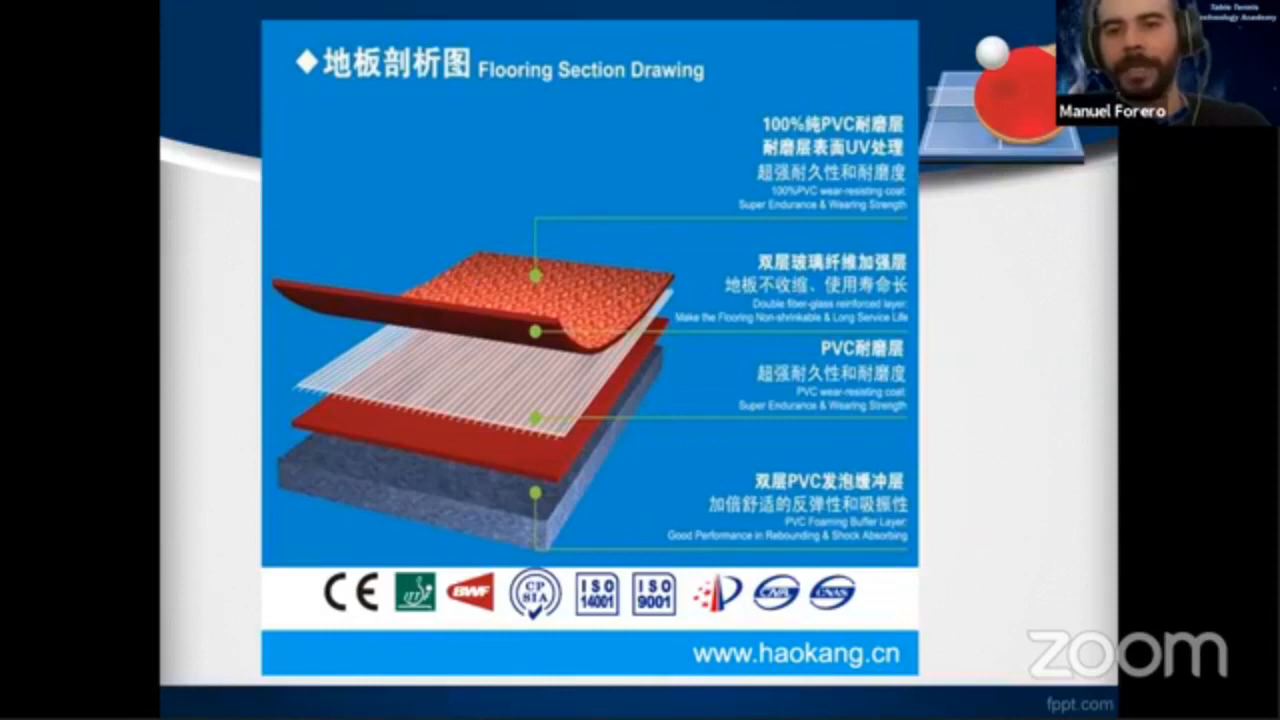 ◆地板剖析图 Flooring Section Drawing
100%纯PVC耐磨层
耐磨层表面UV处理
超强耐久性和耐磨度
100%PVC wear-resisting coat:
Super Endurance & Wearing Strength
双层玻璃纤维加强层
地板不收缩、使用寿命长
Double fiber-glass reinforced layer:
Make the Flooring Non-shrinkable & Long Service Life
PVC耐磨层
超强耐久性和耐磨度
PVC wear-resisting coat:
Super Endurance & Wearing Strength
双层PVC发泡缓冲层
加倍舒适的反弹性和吸振性
PVC Foaming Buffer Layer:
Good Performance in Rebounding & Shock Absorbing
CE
ITTF
BWF
CP
SIA
ISO
14001
ISO
9001
CNAL
CNAS
www.haokang.cn
Table Tennis
Manuel Forero
zoom
fppt.com